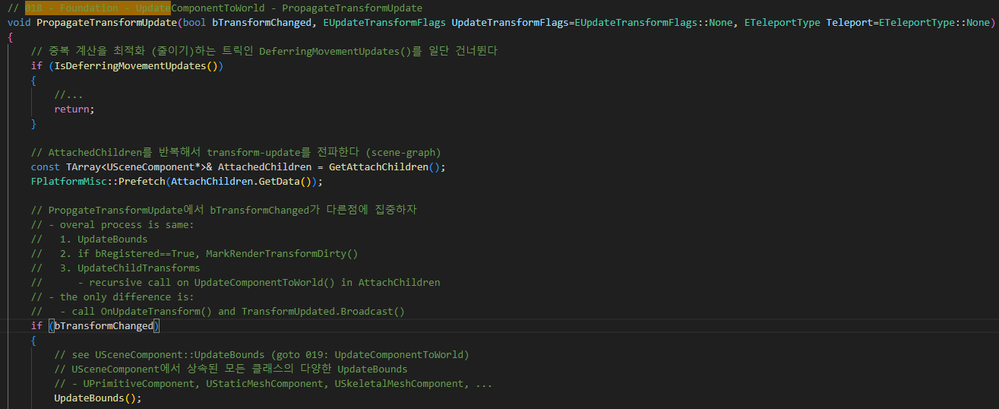 // 018 - Foundation - UpdateComponentToWorld - PropagateTransformUpdate
void PropagateTransformUpdate(bool bTransformChanged, EUpdateTransformFlags UpdateTransformFlags=EUpdateTransformFlags::None, ETeleportType Teleport=ETeleportType::None)
{
// 중복 계산을 최적화 (줄이기)하는 트릭인 DeferringMovementUpdates()를 일단 건너뛴다
if (IsDeferringMovementUpdates())
{
//...
return;
}
// AttachedChildren를 반복해서 transform-update를 전파한다 (scene-graph)
const TArray<USceneComponent*>& AttachedChildren = GetAttachChildren();
FPlatformMisc::Prefetch(AttachChildren.GetData());
// PropgateTransformUpdate에서 bTransformChanged가 다른점에 집중하자
// - overal process is same:
//   1. UpdateBounds
//   2. if bRegistered==True, MarkRenderTransformDirty()
//   3. UpdateChildTransforms
//      - recursive call on UpdateComponentToWorld() in AttachChildren
// - the only difference is:
//   - call OnUpdateTransform() and TransformUpdated.Broadcast()
if (bTransformChanged)
{
// see USceneComponent::UpdateBounds (goto 019: UpdateComponentToWorld)
// USceneComponent에서 상속된 모든 클래스의 다양한 UpdateBounds
// - UPrimitiveComponent, UStaticMeshComponent, USkeletalMeshComponent, ...
UpdateBounds();